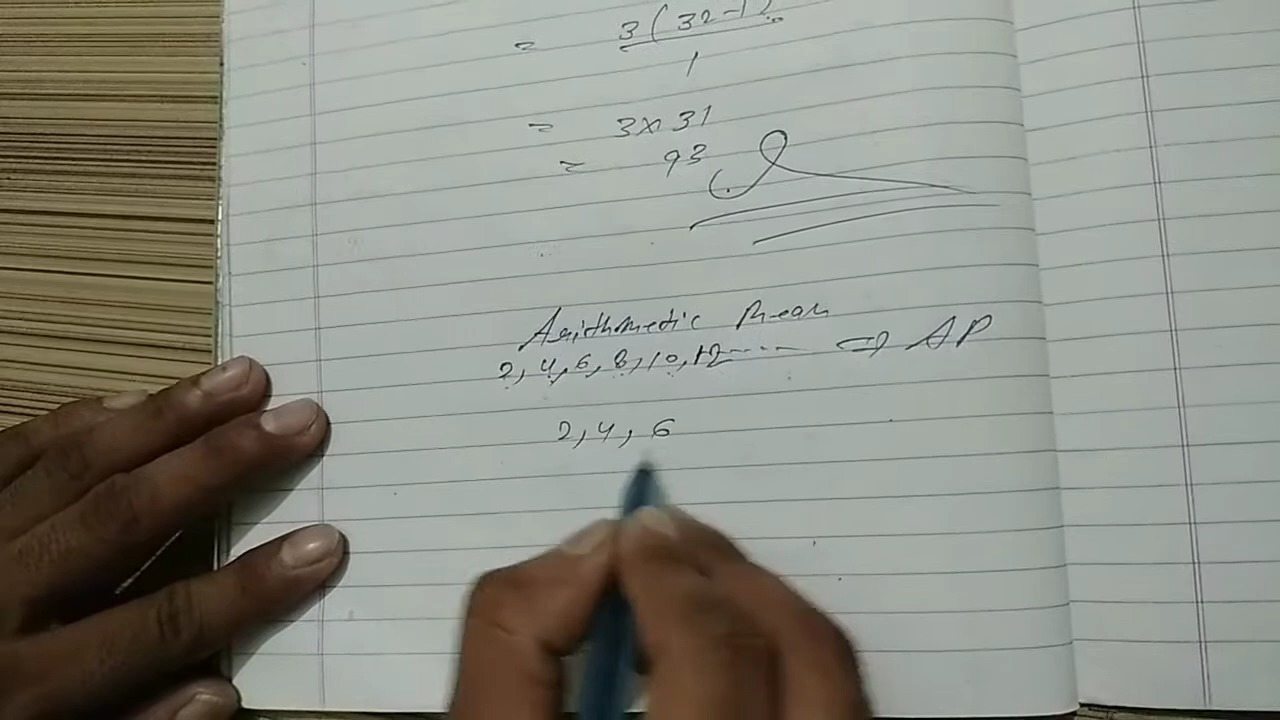 = 3(32-1)
1
= 3x31
= 93
Arithmetic Mean
2, 4, 6, 8, 10, 12---- ⇒ AP
2, 4, 6